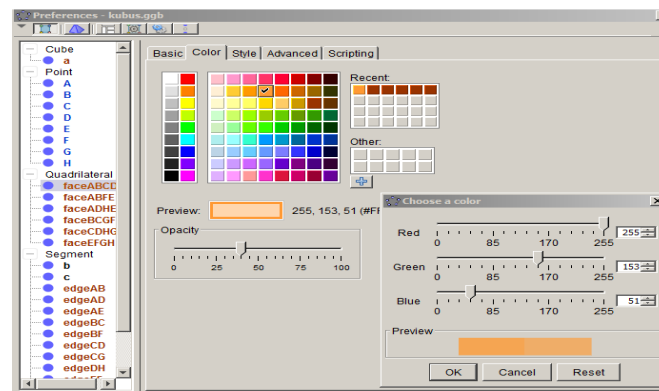 Preferences - kubus.ggb
Cube
a
Point
A
B
C
D
E
F
G
H
Quadrilateral
faceABCD
faceABFE
faceADHE
faceBCGF
faceCDHG
faceEFGH
Segment
b
c
edgeAB
edgeAD
edgeAE
edgeBC
edgeBF
edgeCD
edgeCG
edgeDH
Basic Color Style Advanced Scripting
Recent:
Other:
Preview: 255, 153, 51 (#FF
Opacity
0 25 50 75 100
Choose a color
Red 255
0 85 170 255
Green 153
0 85 170 255
Blue 51
0 85 170 255
Preview
OK Cancel Reset